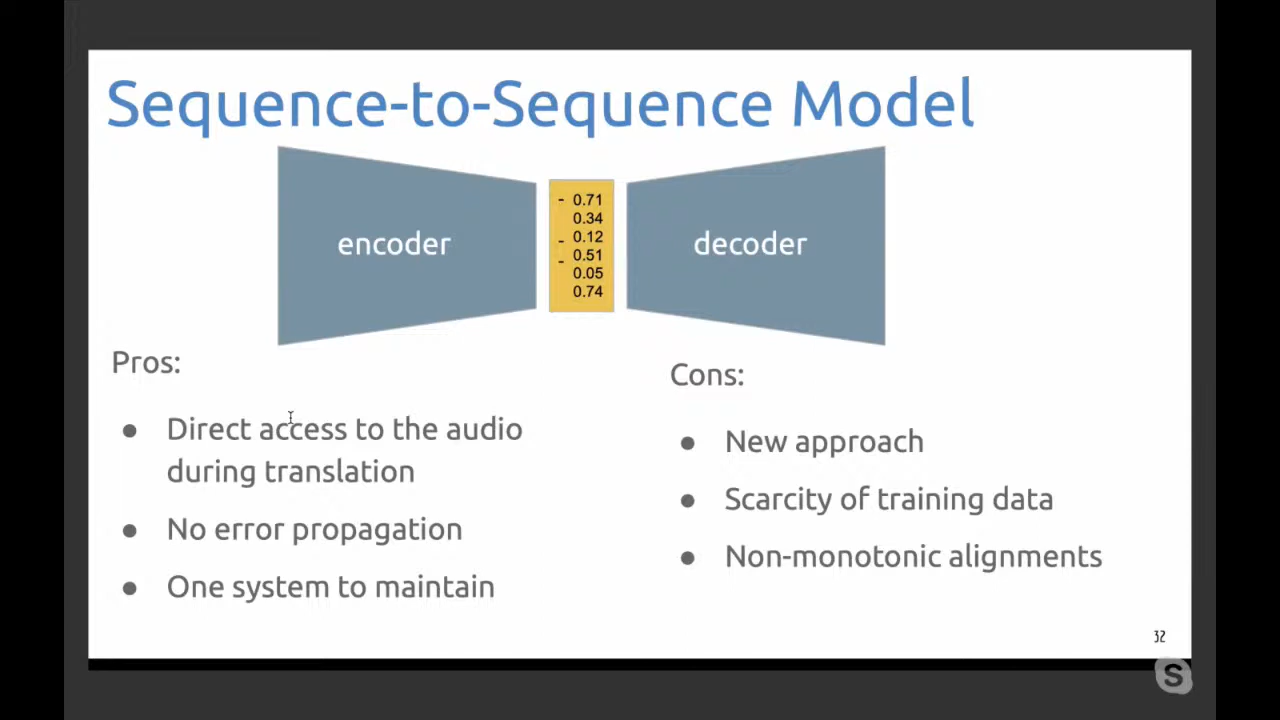 Sequence-to-Sequence Model
encoder
- 0.71
0.34
- 0.12
- 0.51
0.05
0.74
decoder
Pros:
● Direct access to the audio
during translation
● No error propagation
● One system to maintain
Cons:
● New approach
● Scarcity of training data
● Non-monotonic alignments
32
S